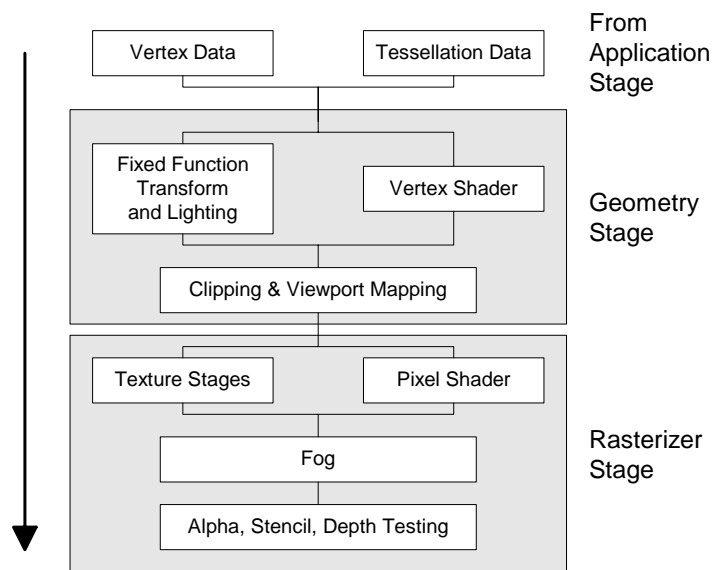 Vertex Data
Tessellation Data
From
Application
Stage
Fixed Function
Transform
and Lighting
Vertex Shader
Geometry
Stage
Clipping & Viewport Mapping
Texture Stages
Pixel Shader
Rasterizer
Stage
Fog
Alpha, Stencil, Depth Testing